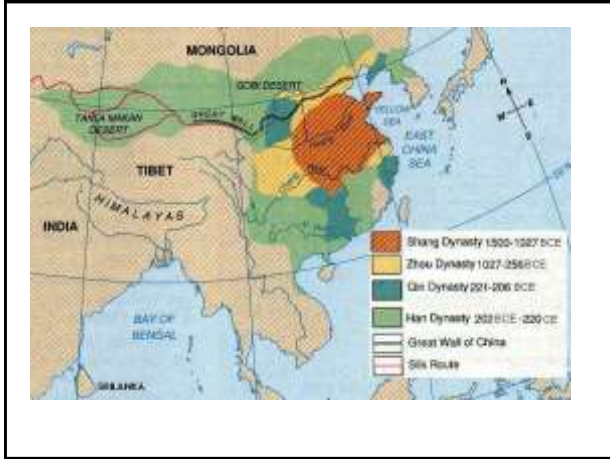 MONGOLIA
GOBI DESERT
TAKLA MAKAN
DESERT
GREAT WALL
YELLOW
SEA
EAST
CHINA
SEA
N
W
E
S
TIBET
HIMALAYAS
INDIA
BAY OF
BENGAL
SRI LANKA
Shang Dynasty 1500-1027 BCE
Zhou Dynasty 1027-256 BCE
Qin Dynasty 221-206 BCE
Han Dynasty 202 BCE -220 CE
Great Wall of China
Silk Route